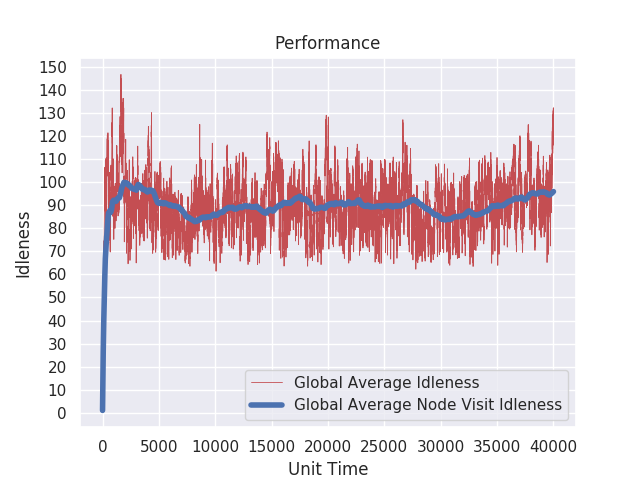 Performance
150
140
130
120
110
100
90
80
70
60
50
40
30
20
10
0
Idleness
0 5000 10000 15000 20000 25000 30000 35000 40000
Unit Time
Global Average Idleness
Global Average Node Visit Idleness